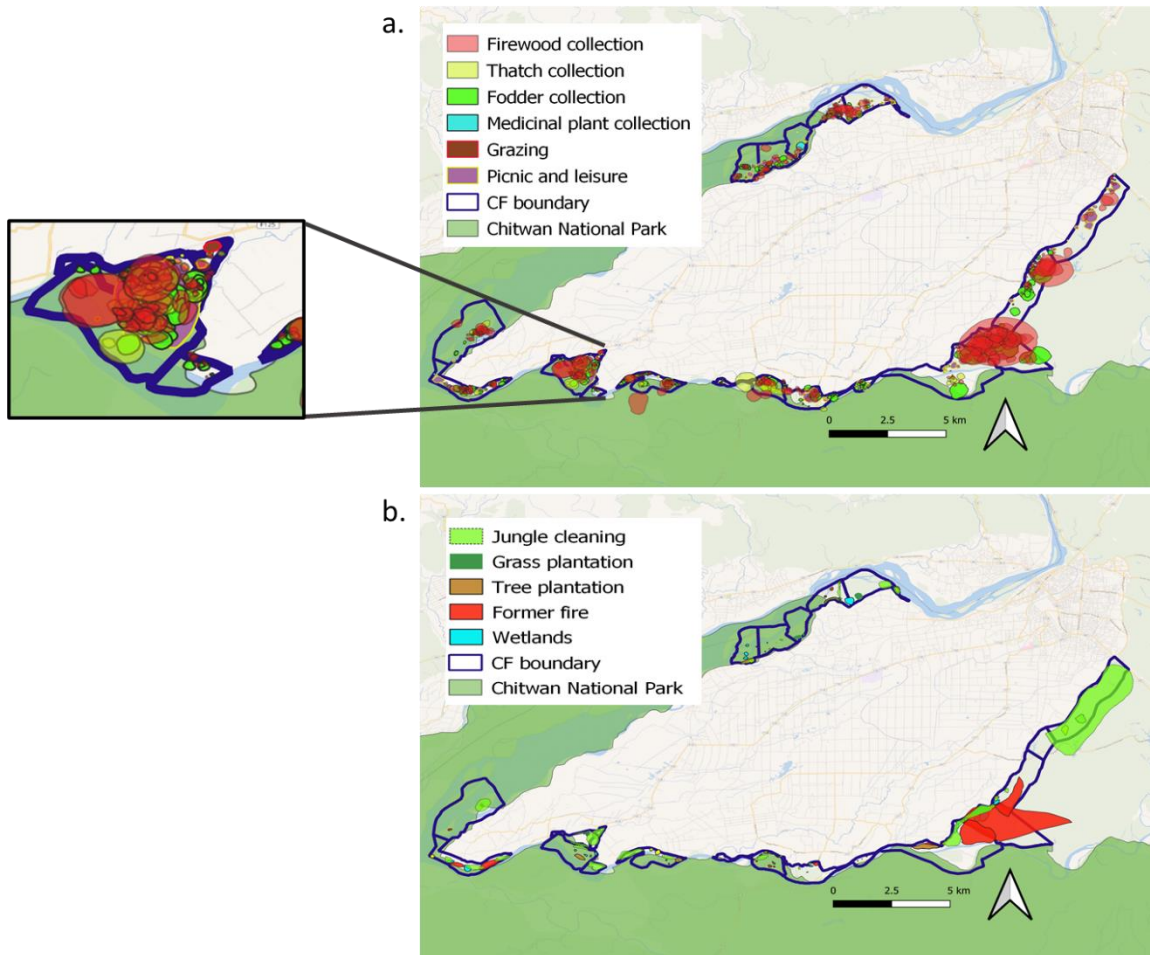 a.
Firewood collection
Thatch collection
Fodder collection
Medicinal plant collection
Grazing
Picnic and leisure
CF boundary
Chitwan National Park
0 2.5 5 km
b.
Jungle cleaning
Grass plantation
Tree plantation
Former fire
Wetlands
CF boundary
Chitwan National Park
0 2.5 5 km